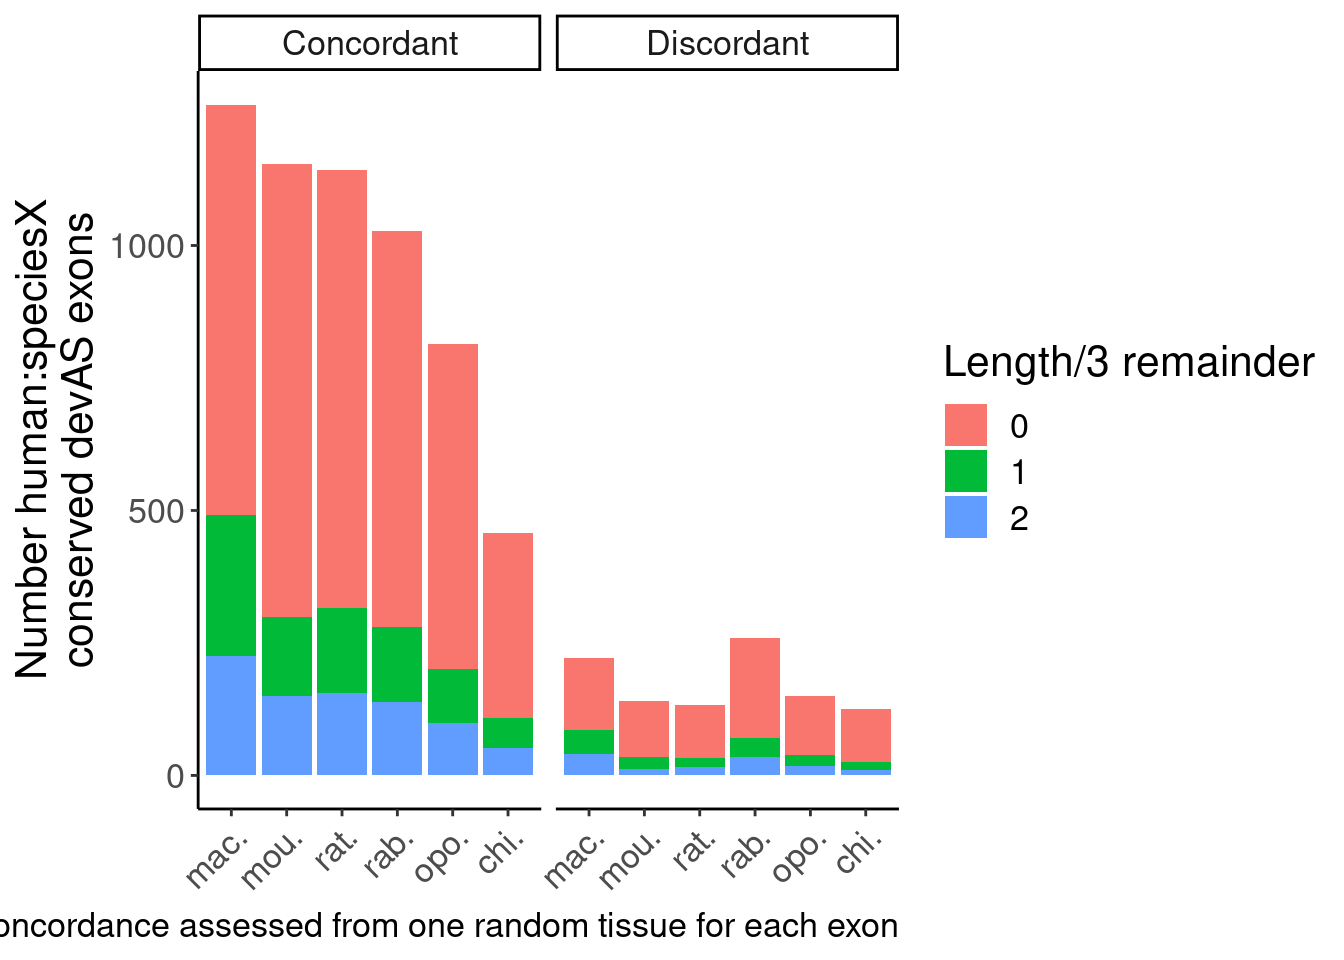 Concordant
Discordant
Number human:speciesX
conserved devAS exons
1000
500
0
mac.
mou.
rat.
rab.
opo.
chi.
mac.
mou.
rat.
rab.
opo.
chi.
oncordance assessed from one random tissue for each exon
Length/3 remainder
0
1
2